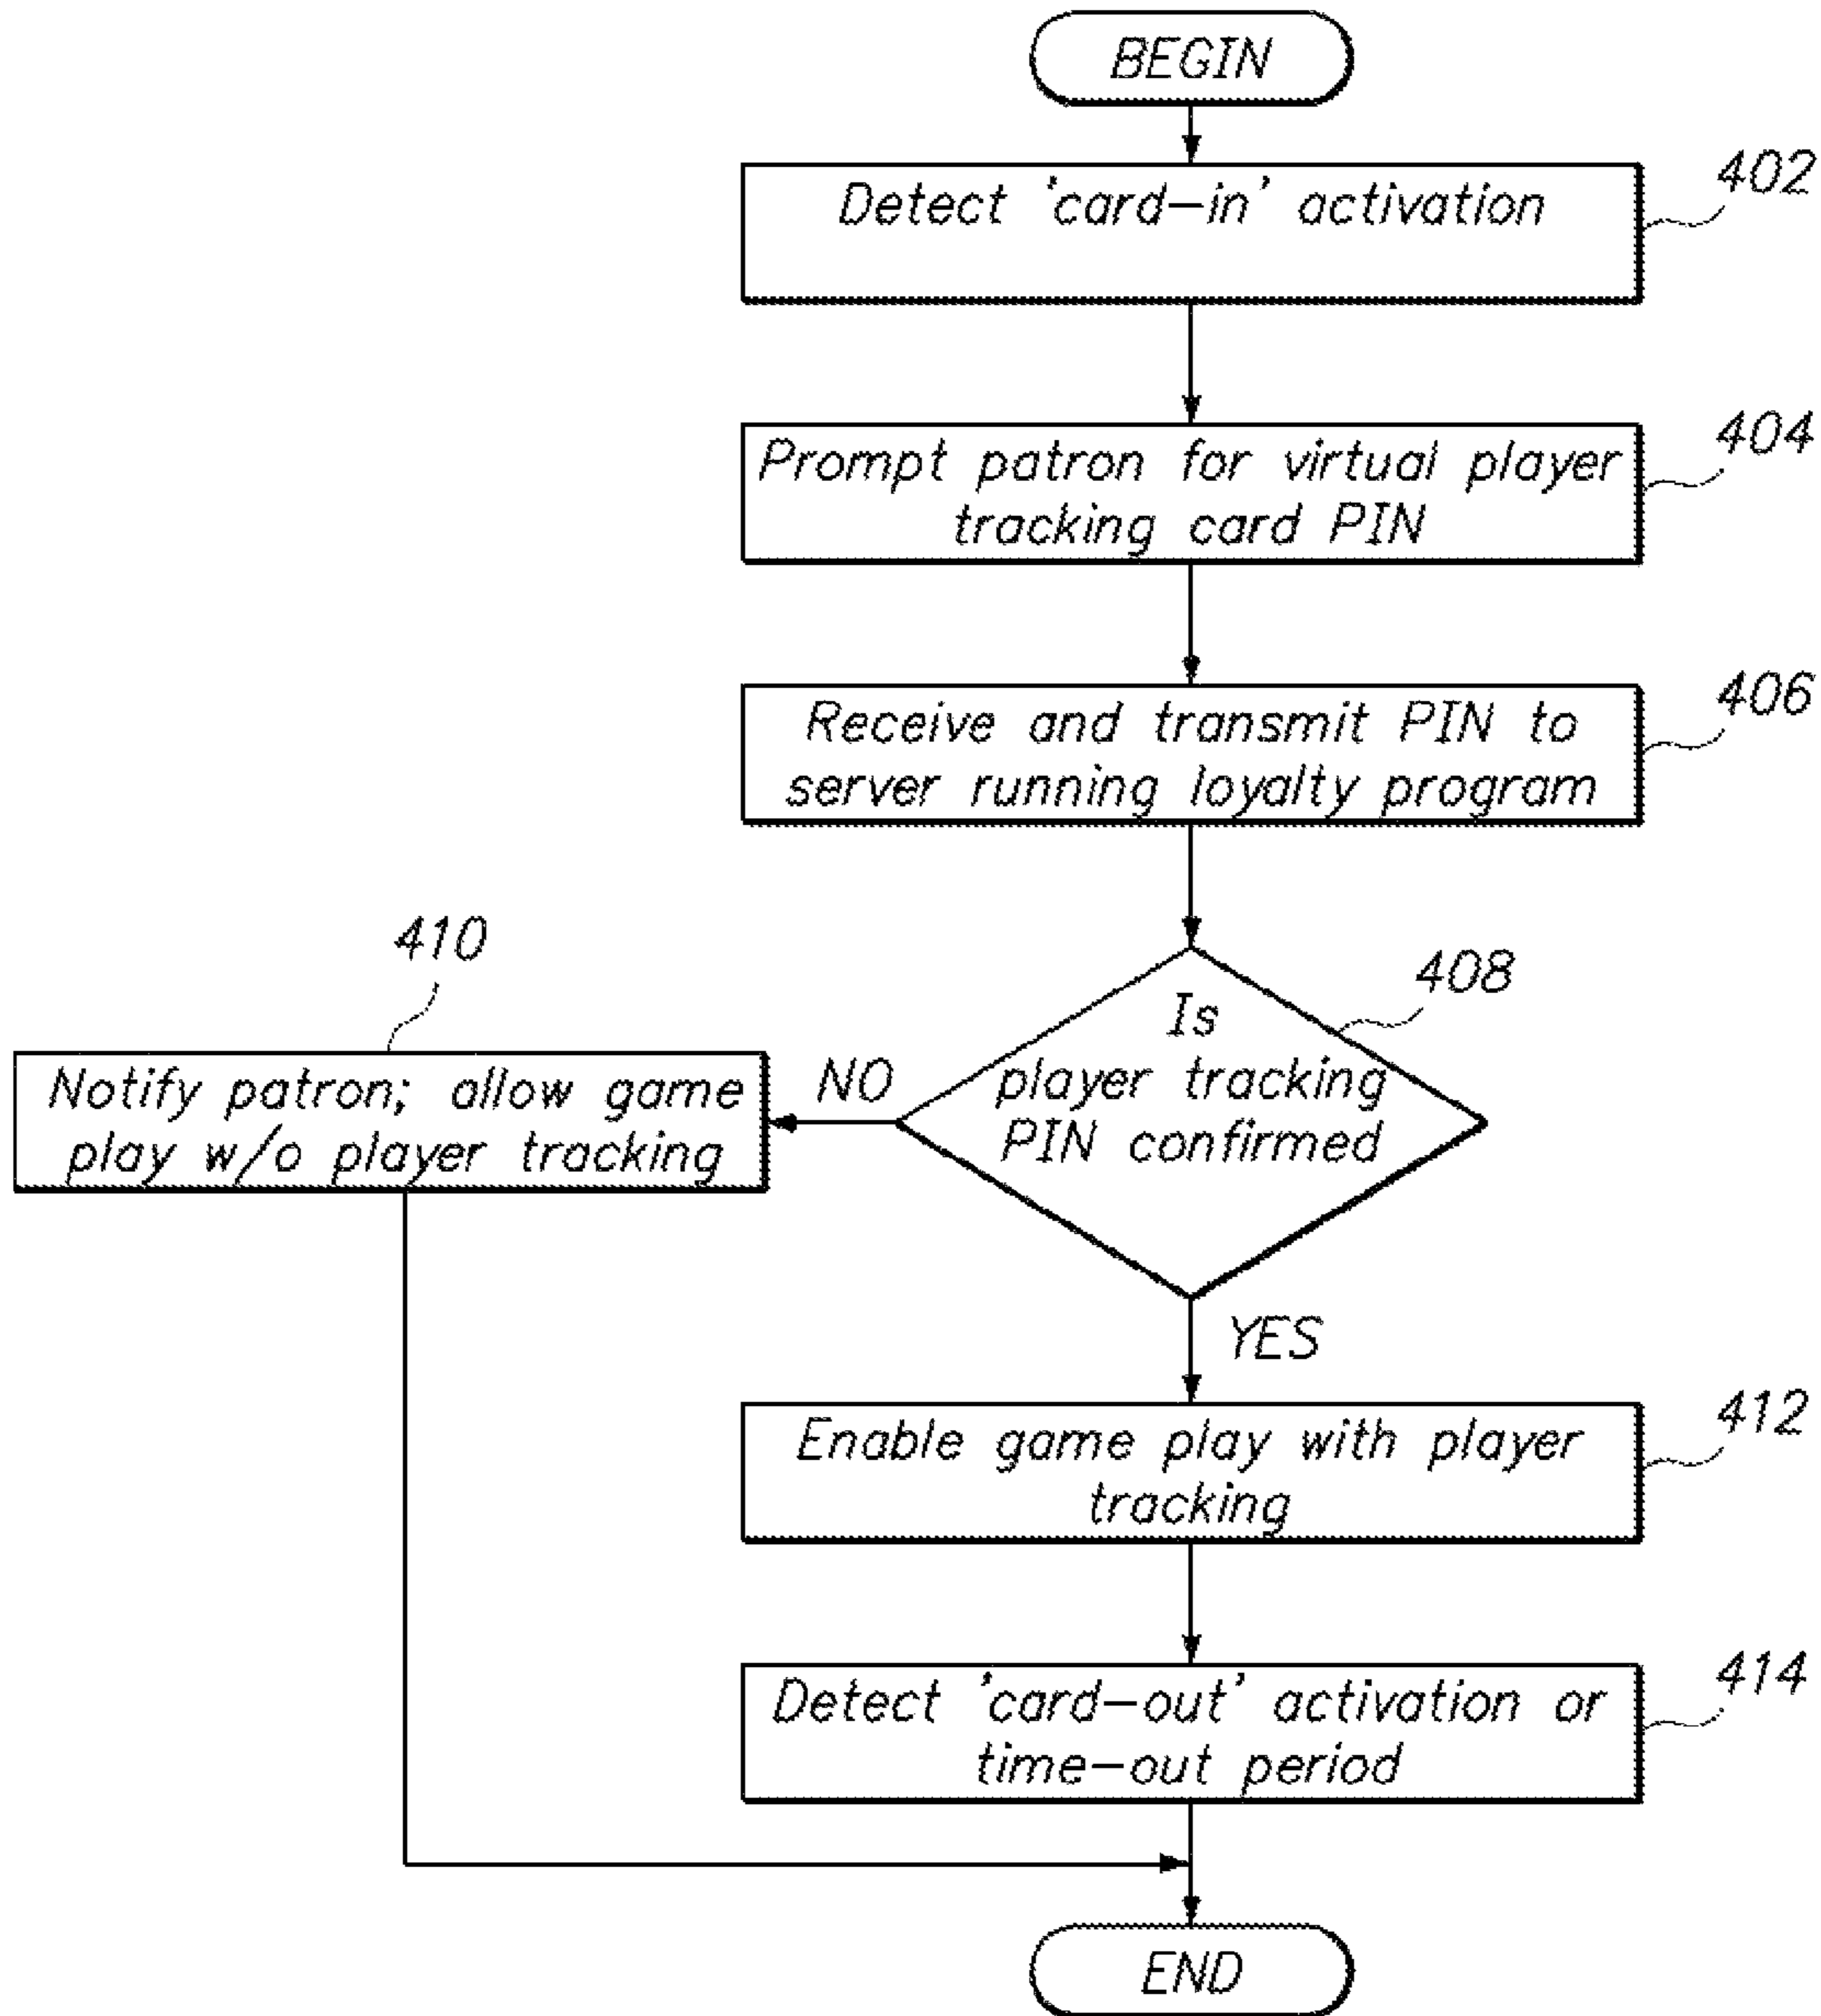 BEGIN
Detect 'card-in' activation
402
Prompt patron for virtual player
tracking card PIN
404
Receive and transmit PIN to
server running loyalty program
406
Is
player tracking
PIN confirmed
408
NO
410
Notify patron; allow game
play w/o player tracking
YES
Enable game play with player
tracking
412
Detect 'card-out' activation or
time-out period
414
END